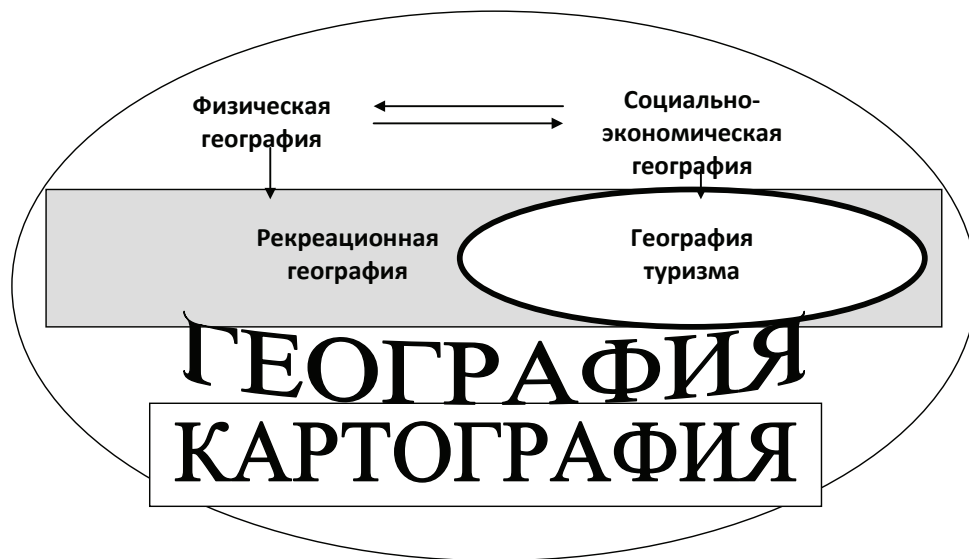 Физическая
география
Социально-
экономическая
география
Рекреационная
география
География
туризма
ГЕОГРАФИЯ
КАРТОГРАФИЯ